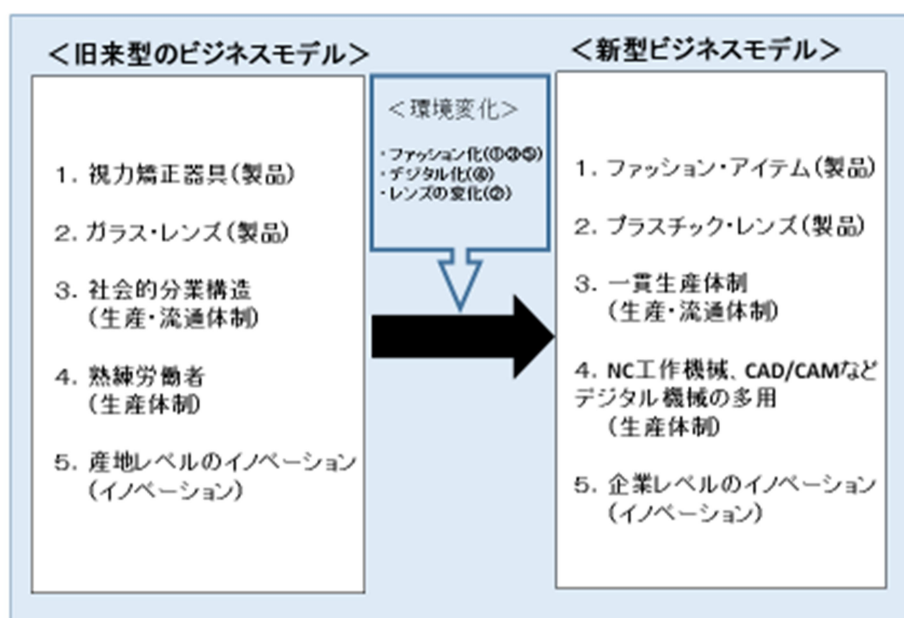 ＜旧来型のビジネスモデル＞
1. 視力矯正器具(製品)
2. ガラス・レンズ(製品)
3. 社会的分業構造
(生産・流通体制)
4. 熟練労働者
(生産体制)
5. 産地レベルのイノベーション
(イノベーション)
＜環境変化＞
・ファッション化(①③⑤)
・デジタル化(④)
・レンズの変化(②)
＜新型ビジネスモデル＞
1. ファッション・アイテム(製品)
2. プラスチック・レンズ(製品)
3. 一貫生産体制
(生産・流通体制)
4. NC工作機械、CAD/CAMなど
デジタル機械の多用
(生産体制)
5. 企業レベルのイノベーション
(イノベーション)